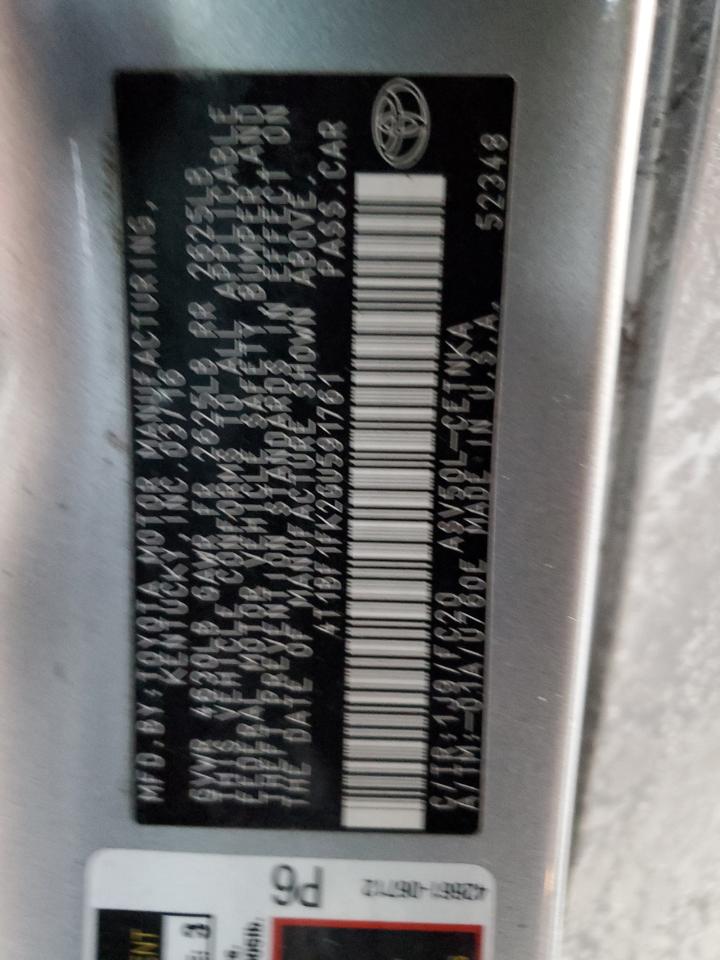 MFD.BY:TOYOTA MOTOR MANUFACTURING,
KENTUCKY, INC. 03/16
GVWR 4630LB GAWR FR 2625LB RR 2625LB
THIS VEHICLE CONFORMS TO ALL APPLICABLE
FEDERAL MOTOR VEHICLE SAFETY, BUMPER, AND
THEFT PREVENTION STANDARDS IN EFFECT ON
THE DATE OF MANUFACTURE SHOWN ABOVE.
4T1BF1FK2GU591761 PASS.CAR
C/TR:1J9/FC20 ASV50L-CETNKA
A/TM:-01A/U760E MADE IN U.S.A. 52348
P6
3